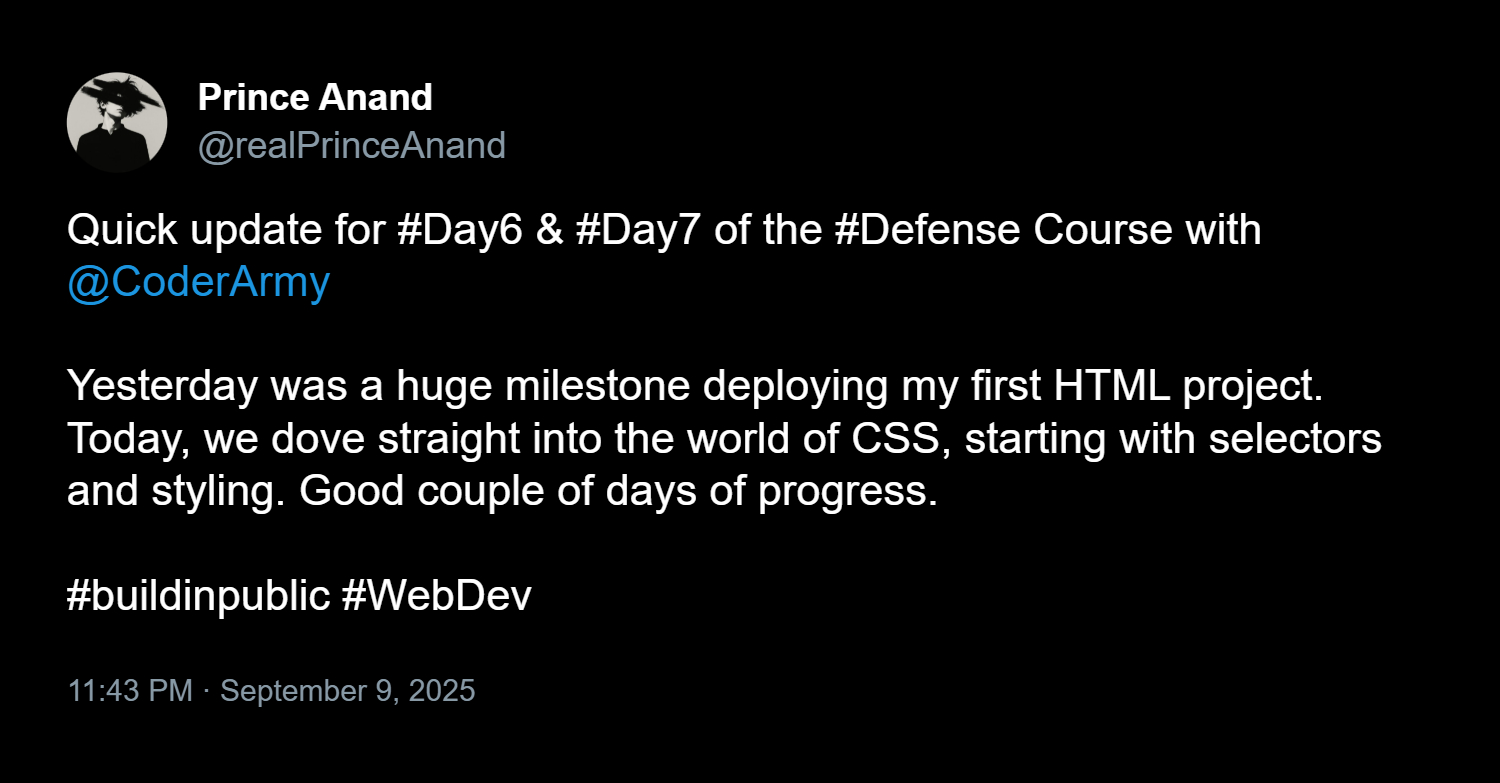 Prince Anand
@realPrinceAnand
Quick update for #Day6 & #Day7 of the #Defense Course with
@CoderArmy
Yesterday was a huge milestone deploying my first HTML project.
Today, we dove straight into the world of CSS, starting with selectors
and styling. Good couple of days of progress.
#buildinpublic #WebDev
11:43 PM · September 9, 2025